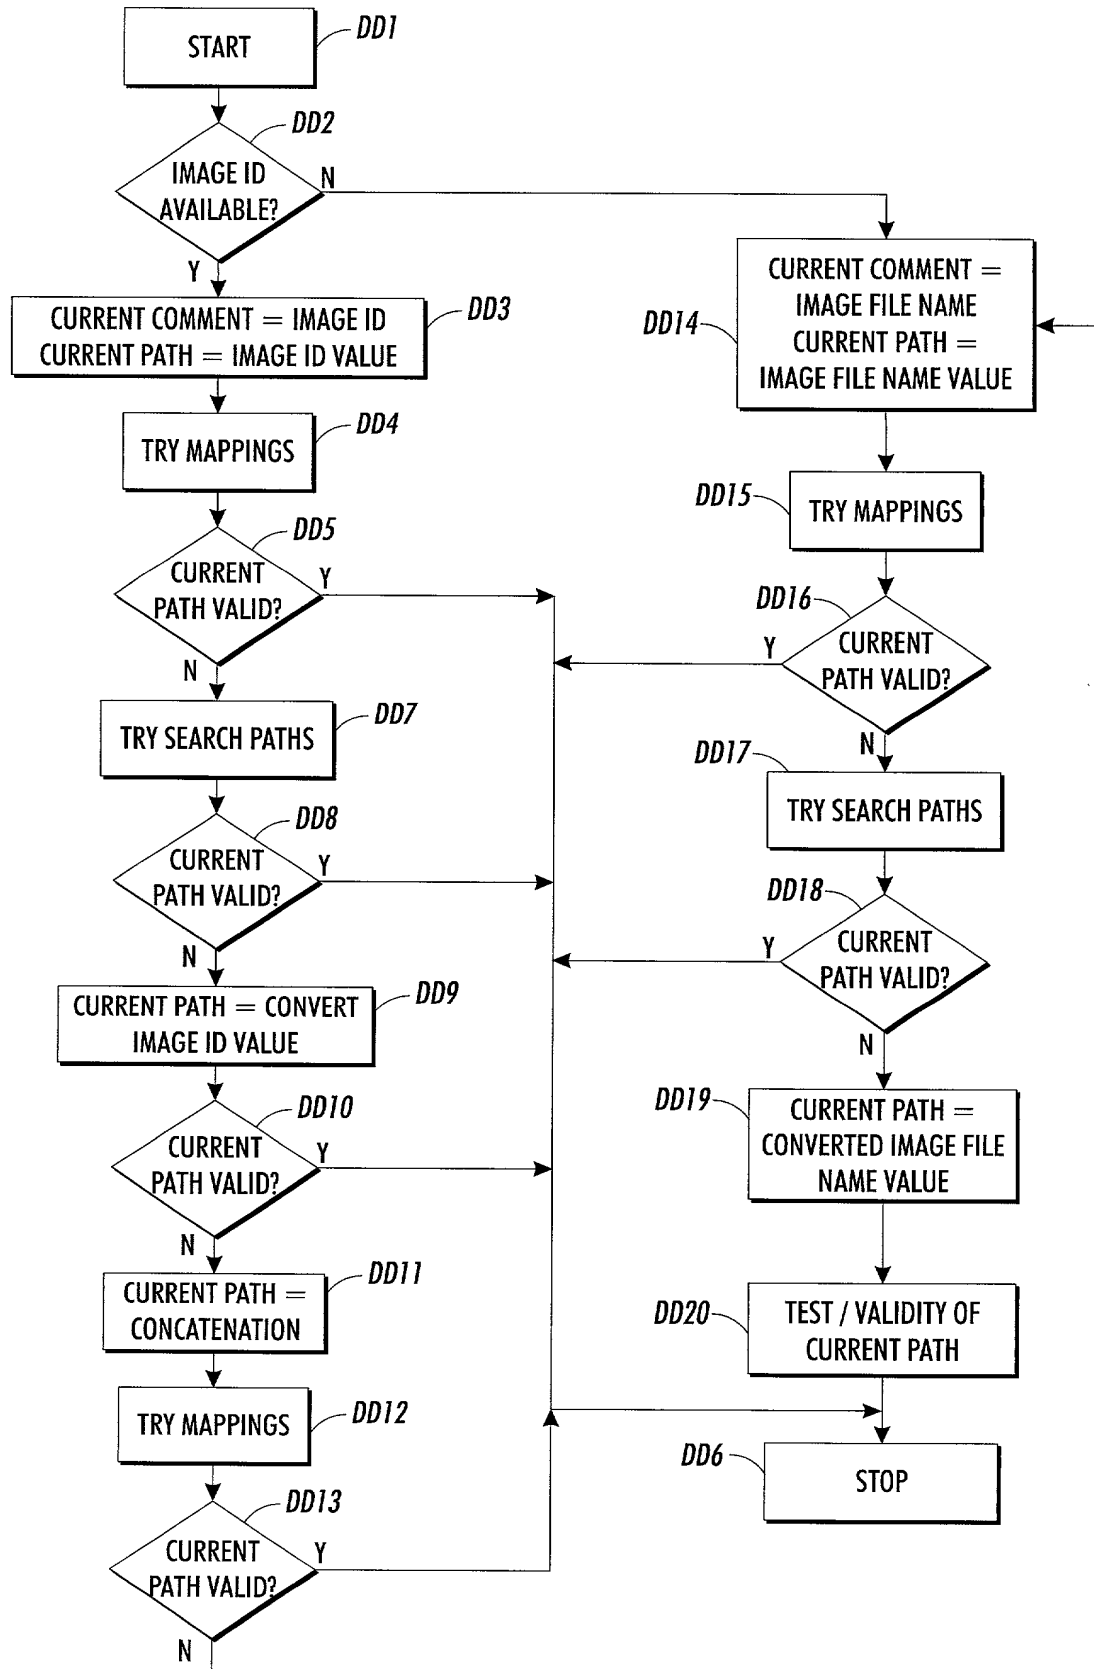 START
DD1
DD2
IMAGE ID
AVAILABLE?
N
Y
CURRENT COMMENT = IMAGE ID
CURRENT PATH = IMAGE ID VALUE
DD3
TRY MAPPINGS
DD4
DD5
CURRENT
PATH VALID?
Y
N
TRY SEARCH PATHS
DD7
DD8
CURRENT
PATH VALID?
Y
N
CURRENT PATH = CONVERT
IMAGE ID VALUE
DD9
DD10
CURRENT
PATH VALID?
Y
N
CURRENT PATH =
CONCATENATION
DD11
TRY MAPPINGS
DD12
DD13
CURRENT
PATH VALID?
Y
N
DD14
CURRENT COMMENT =
IMAGE FILE NAME
CURRENT PATH =
IMAGE FILE NAME VALUE
DD15
TRY MAPPINGS
DD16
CURRENT
PATH VALID?
Y
N
DD17
TRY SEARCH PATHS
DD18
CURRENT
PATH VALID?
Y
N
DD19
CURRENT PATH =
CONVERTED IMAGE FILE
NAME VALUE
DD20
TEST / VALIDITY OF
CURRENT PATH
DD6
STOP